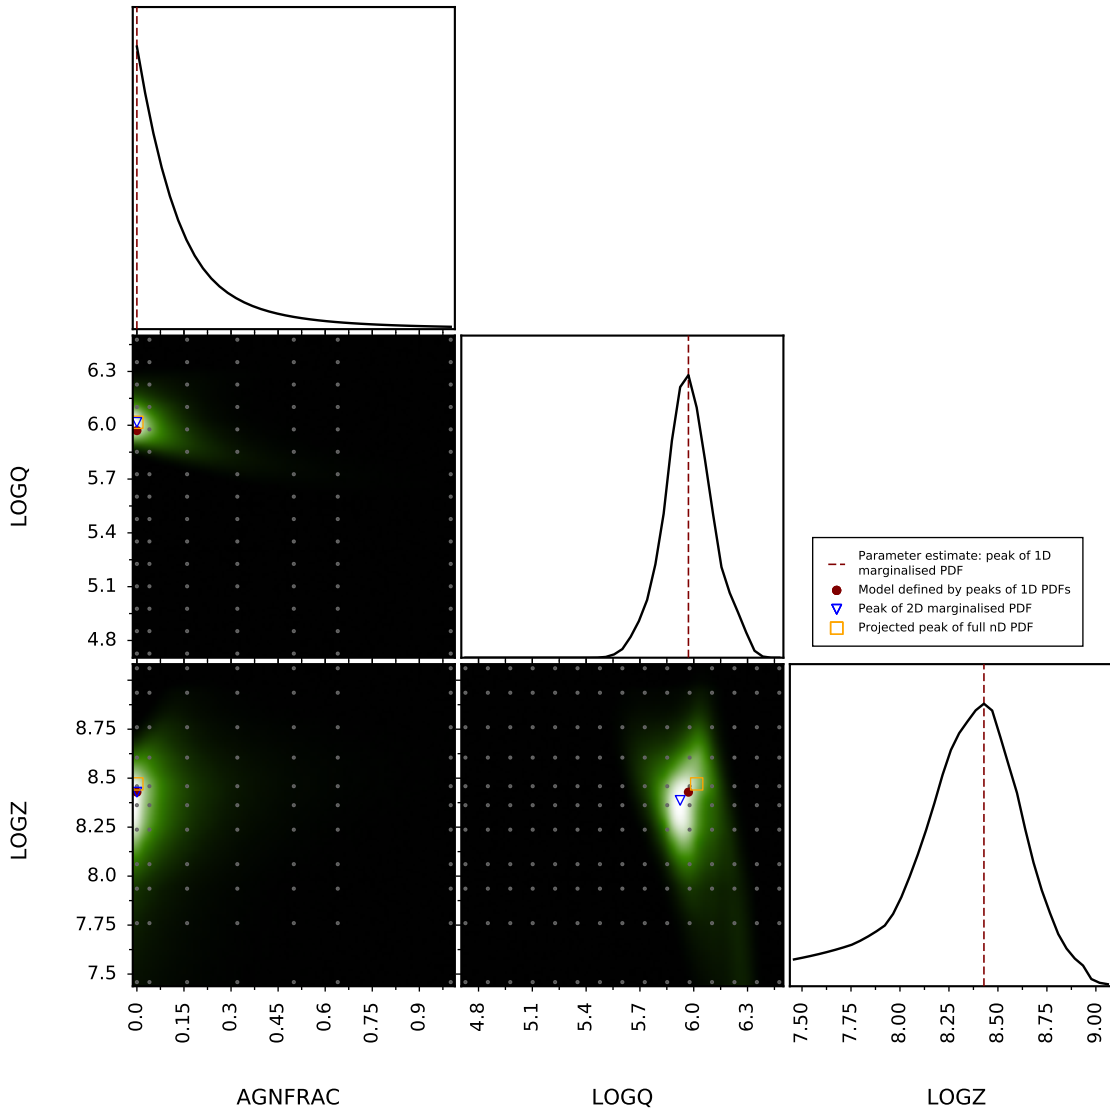 6.3
6.0
5.7
5.4
5.1
4.8
LOGQ
Parameter estimate: peak of 1D
marginalised PDF
Model defined by peaks of 1D PDFs
Peak of 2D marginalised PDF
Projected peak of full nD PDF
8.75
8.5
8.25
8.0
7.75
7.5
LOGZ
0.0 0.15 0.3 0.45 0.6 0.75 0.9
4.8 5.1 5.4 5.7 6.0 6.3
7.50 7.75 8.00 8.25 8.50 8.75 9.00
AGNFRAC LOGQ LOGZ